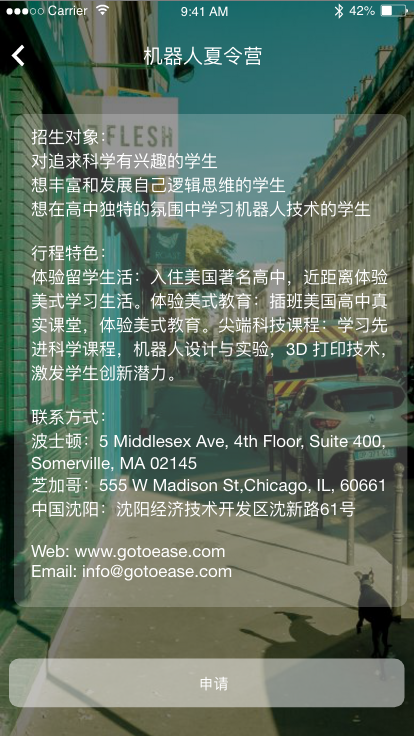 Carrier
9:41 AM
42%
机器人夏令营
FLESH
招生对象：
对追求科学有兴趣的学生
想丰富和发展自己逻辑思维的学生
想在高中独特的氛围中学习机器人技术的学生
行程特色：
体验留学生活：入住美国著名高中，近距离体验
美式学习生活。体验美式教育：插班美国高中真
实课堂，体验美式教育。尖端科技课程：学习先
进科学课程，机器人设计与实验，3D 打印技术，
激发学生创新潜力。
联系方式：
波士顿：5 Middlesex Ave, 4th Floor, Suite 400,
Somerville, MA 02145
芝加哥：555 W Madison St,Chicago, IL, 60661
中国沈阳：沈阳经济技术开发区沈新路61号
Web: www.gotoease.com
Email: info@gotoease.com
申请